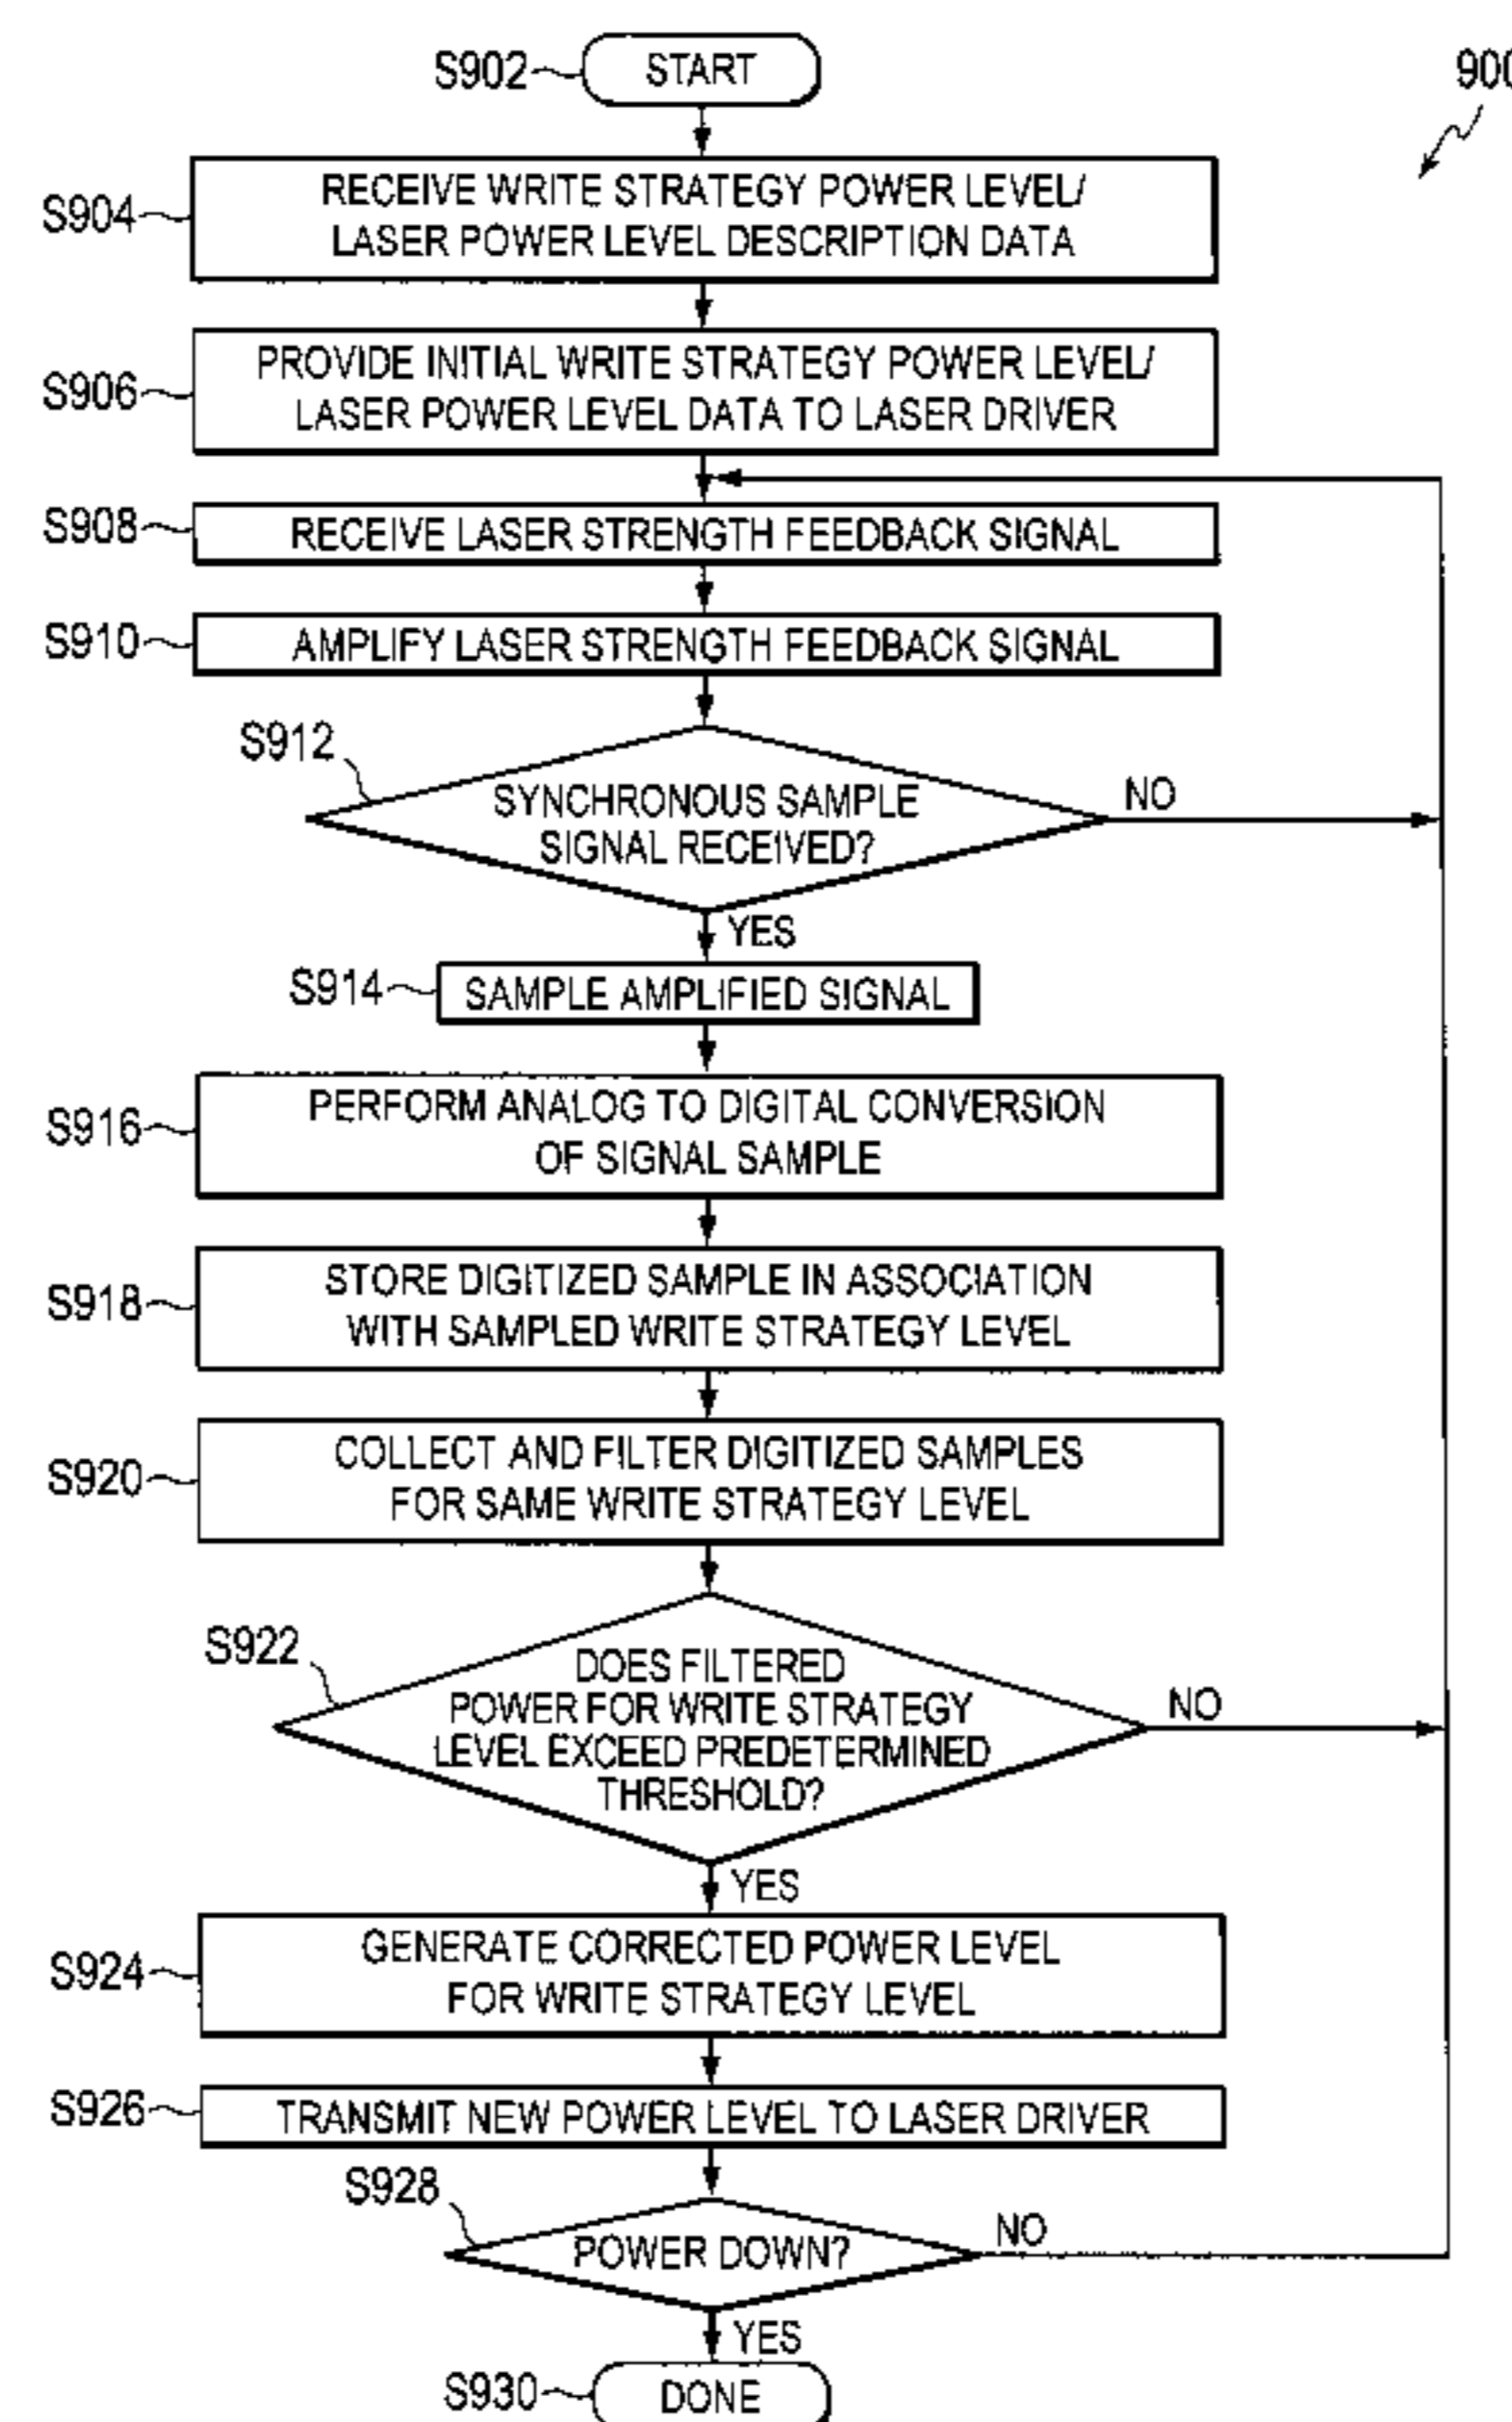 S902
START
900
S904
RECEIVE WRITE STRATEGY POWER LEVEL/
LASER POWER LEVEL DESCRIPTION DATA
S906
PROVIDE INITIAL WRITE STRATEGY POWER LEVEL/
LASER POWER LEVEL DATA TO LASER DRIVER
S908
RECEIVE LASER STRENGTH FEEDBACK SIGNAL
S910
AMPLIFY LASER STRENGTH FEEDBACK SIGNAL
S912
SYNCHRONOUS SAMPLE
SIGNAL RECEIVED?
NO
YES
S914
SAMPLE AMPLIFIED SIGNAL
S916
PERFORM ANALOG TO DIGITAL CONVERSION
OF SIGNAL SAMPLE
S918
STORE DIGITIZED SAMPLE IN ASSOCIATION
WITH SAMPLED WRITE STRATEGY LEVEL
S920
COLLECT AND FILTER DIGITIZED SAMPLES
FOR SAME WRITE STRATEGY LEVEL
S922
DOES FILTERED
POWER FOR WRITE STRATEGY
LEVEL EXCEED PREDETERMINED
THRESHOLD?
NO
YES
S924
GENERATE CORRECTED POWER LEVEL
FOR WRITE STRATEGY LEVEL
S926
TRANSMIT NEW POWER LEVEL TO LASER DRIVER
S928
POWER DOWN?
NO
YES
S930
DONE